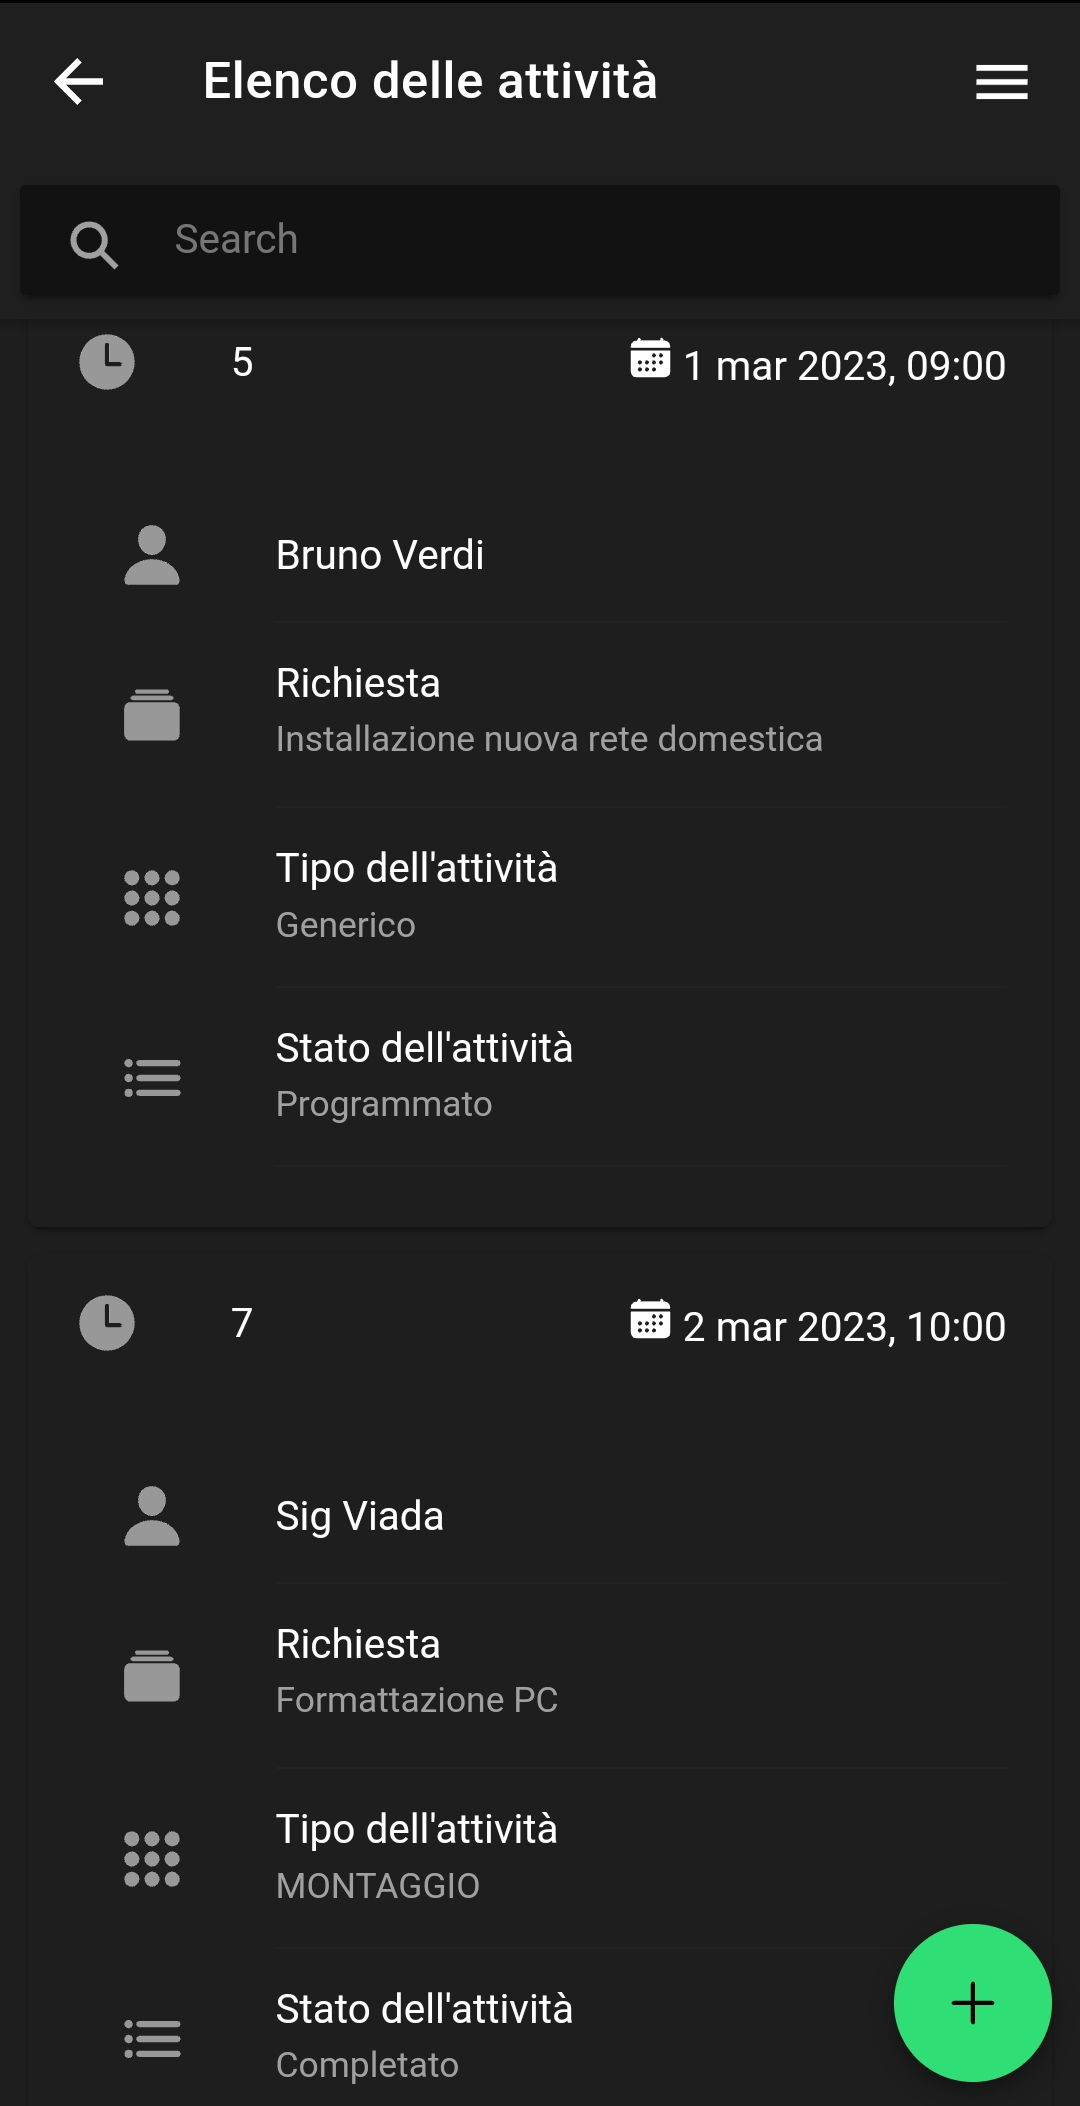 Elenco delle attività
Search
5 1 mar 2023, 09:00
Bruno Verdi
Richiesta
Installazione nuova rete domestica
Tipo dell'attività
Generico
Stato dell'attività
Programmato
7 2 mar 2023, 10:00
Sig Viada
Richiesta
Formattazione PC
Tipo dell'attività
MONTAGGIO
Stato dell'attività
Completato